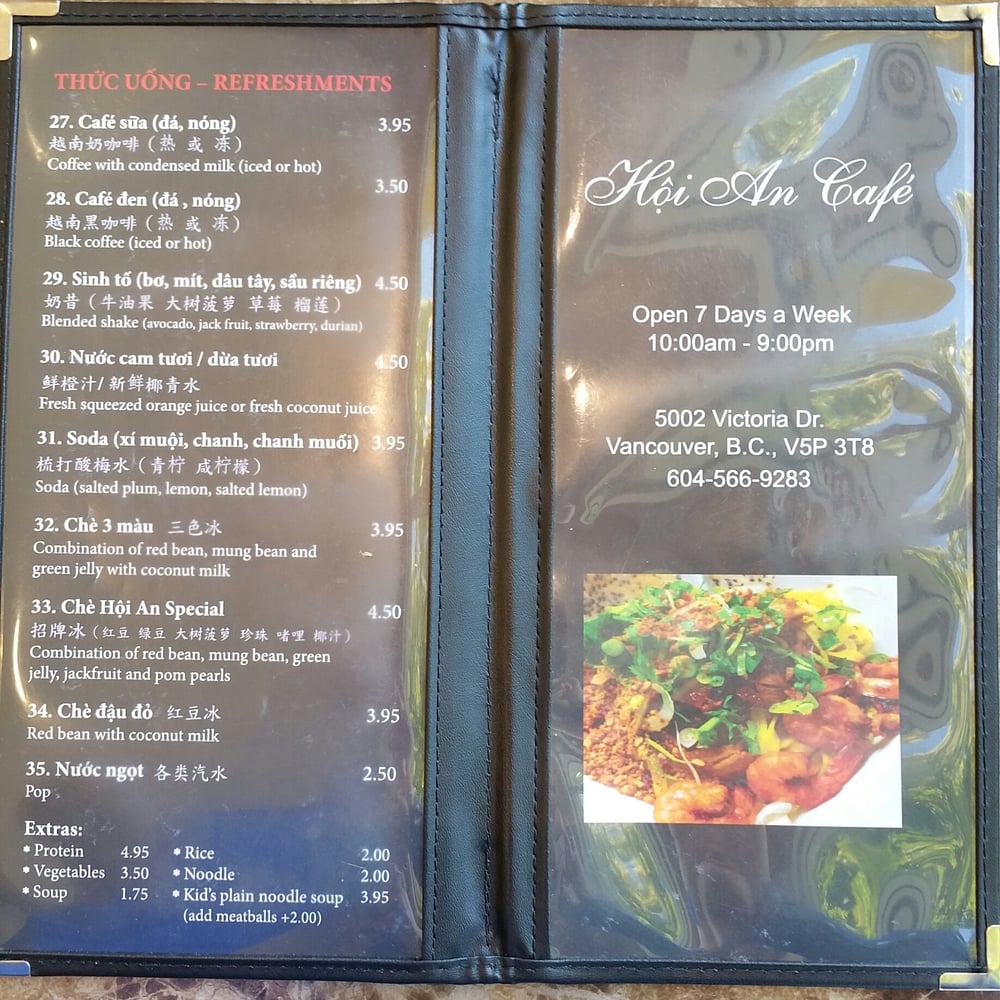 THỨC UỐNG – REFRESHMENTS
27. Café sữa (đá, nóng) 3.95
越南奶咖啡 ( 热 或 冻 )
Coffee with condensed milk (iced or hot)
28. Café đen (đá , nóng) 3.50
越南黑咖啡 ( 热 或 冻 )
Black coffee (iced or hot)
29. Sinh tố (bơ, mít, dâu tây, sầu riêng) 4.50
奶昔 ( 牛油果 大树菠萝 草莓 榴莲 )
Blended shake (avocado, jack fruit, strawberry, durian)
30. Nước cam tươi / dừa tươi 4.50
鲜橙汁/ 新鲜椰青水
Fresh squeezed orange juice or fresh coconut juice
31. Soda (xí muội, chanh, chanh muối) 3.95
梳打酸梅水 ( 青柠 咸柠檬 )
Soda (salted plum, lemon, salted lemon)
32. Chè 3 màu 三色冰 3.95
Combination of red bean, mung bean and
green jelly with coconut milk
33. Chè Hội An Special 4.50
招牌冰 ( 红豆 绿豆 大树菠萝 珍珠 啫哩 椰汁 )
Combination of red bean, mung bean, green
jelly, jackfruit and pom pearls
34. Chè đậu đỏ 红豆冰 3.95
Red bean with coconut milk
35. Nước ngọt 各类汽水 2.50
Pop
Extras:
* Protein 4.95
* Vegetables 3.50
* Soup 1.75
* Rice 2.00
* Noodle 2.00
* Kid's plain noodle soup 3.95
(add meatballs +2.00)
Hội An Café
Open 7 Days a Week
10:00am - 9:00pm
5002 Victoria Dr.
Vancouver, B.C., V5P 3T8
604-566-9283